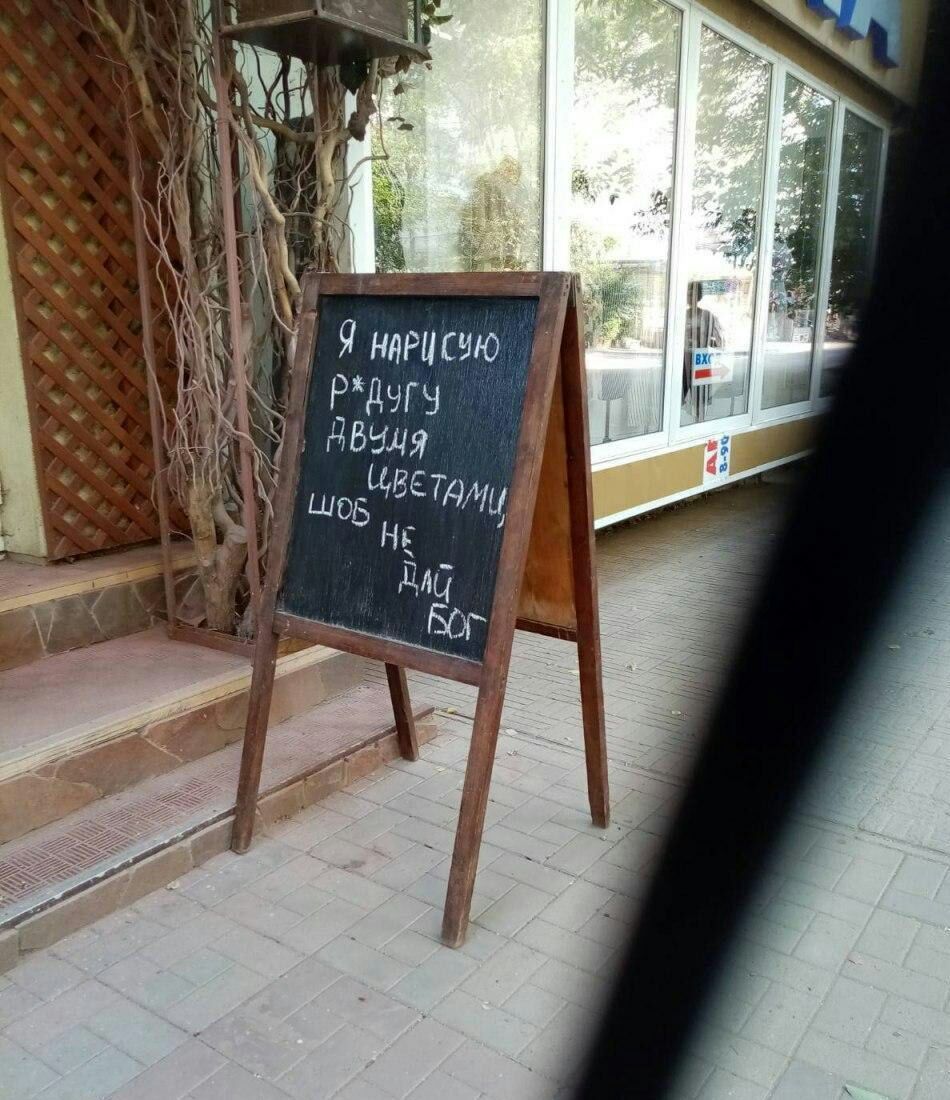 Я НАРИСУЮ
Р*ДУГУ
ДВУМЯ
ЦВЕТАМИ,
ШОБ
НЕ
ДАЙ
БОГ
ВХОД